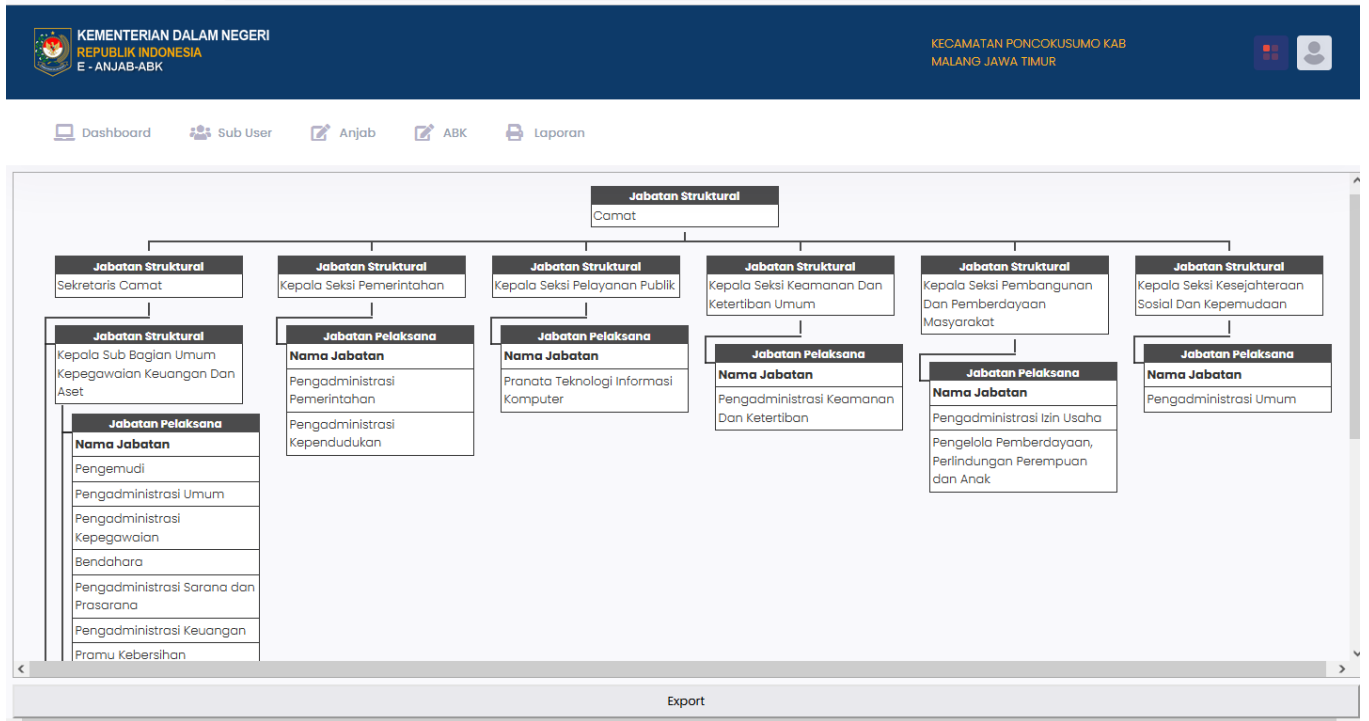 KEMENTERIAN DALAM NEGERI
REPUBLIK INDONESIA
E - ANJAB-ABK
KECAMATAN PONCOKUSUMO KAB
MALANG JAWA TIMUR
Dashboard
Sub User
Anjab
ABK
Laporan
Jabatan Struktural
Camat
Jabatan Struktural
Sekretaris Camat
Jabatan Struktural
Kepala Sub Bagian Umum
Kepegawaian Keuangan Dan
Aset
Jabatan Pelaksana
Nama Jabatan
Pengemudi
Pengadministrasi Umum
Pengadministrasi
Kepegawaian
Bendahara
Pengadministrasi Sarana dan
Prasarana
Pengadministrasi Keuangan
Pramu Kebersihan
Jabatan Struktural
Kepala Seksi Pemerintahan
Jabatan Pelaksana
Nama Jabatan
Pengadministrasi
Pemerintahan
Pengadministrasi
Kependudukan
Jabatan Struktural
Kepala Seksi Pelayanan Publik
Jabatan Pelaksana
Nama Jabatan
Pranata Teknologi Informasi
Komputer
Jabatan Struktural
Kepala Seksi Keamanan Dan
Ketertiban Umum
Jabatan Pelaksana
Nama Jabatan
Pengadministrasi Keamanan
Dan Ketertiban
Jabatan Struktural
Kepala Seksi Pembangunan
Dan Pemberdayaan
Masyarakat
Jabatan Pelaksana
Nama Jabatan
Pengadministrasi Izin Usaha
Pengelola Pemberdayaan,
Perlindungan Perempuan
dan Anak
Jabatan Struktural
Kepala Seksi Kesejahteraan
Sosial Dan Kepemudaan
Jabatan Pelaksana
Nama Jabatan
Pengadministrasi Umum
Export